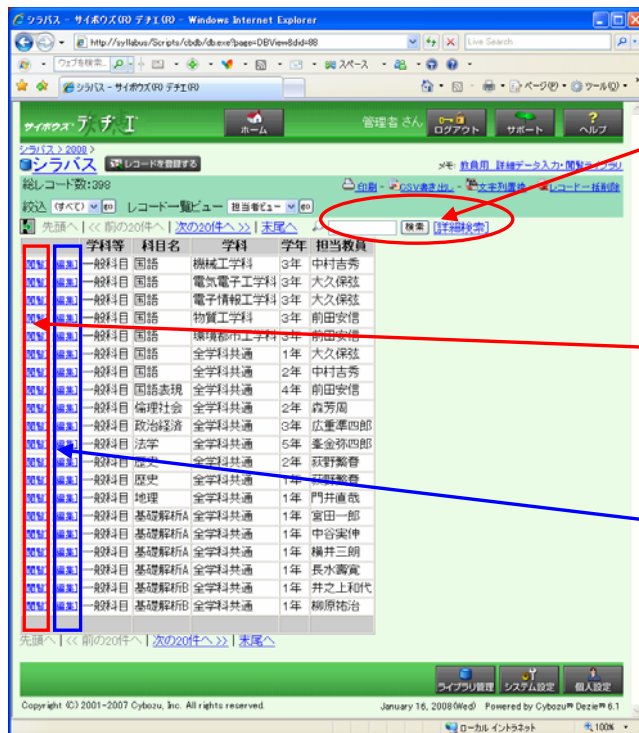 シラバス - サイボウズ(R) デヂエ(R) - Windows Internet Explorer
http://syllabus/Scripts/cbdb/db.exe?page=DBView&did=88
Live Search
ウェブを検索... スペース
シラバス - サイボウズ(R) デヂエ(R)
ページ(P) ツール(O)
サイボウズ・デヂエ ホーム 管理者 さん ログアウト サポート ヘルプ
シラバス > 2008 >
シラバス レコードを登録する メモ: 教員用_詳細データ入力・閲覧ライブラリ
総レコード数:398 印刷 - CSV書き出し - 文字列置換 - レコード一括削除
絞込 (すべて) go レコード一覧ビュー 担当者ビュー go
先頭へ | << 前の20件へ | 次の20件へ >> | 末尾へ 検索 [詳細検索]
学科等 科目名 学科 学年 担当教員
閲覧] 編集] 一般科目 国語 機械工学科 3年 中村吉秀
閲覧] 編集] 一般科目 国語 電気電子工学科 3年 大久保弦
閲覧] 編集] 一般科目 国語 電子情報工学科 3年 大久保弦
閲覧] 編集] 一般科目 国語 物質工学科 3年 前田安信
閲覧] 編集] 一般科目 国語 環境都市工学科 3年 前田安信
閲覧] 編集] 一般科目 国語 全学科共通 1年 大久保弦
閲覧] 編集] 一般科目 国語 全学科共通 2年 中村吉秀
閲覧] 編集] 一般科目 国語表現 全学科共通 4年 前田安信
閲覧] 編集] 一般科目 倫理社会 全学科共通 2年 森芳周
閲覧] 編集] 一般科目 政治経済 全学科共通 3年 広重準四郎
閲覧] 編集] 一般科目 法学 全学科共通 5年 峯金弥四郎
閲覧] 編集] 一般科目 歴史 全学科共通 2年 荻野繁春
閲覧] 編集] 一般科目 歴史 全学科共通 1年 荻野繁春
閲覧] 編集] 一般科目 地理 全学科共通 1年 門井直哉
閲覧] 編集] 一般科目 基礎解析A 全学科共通 1年 宮田一郎
閲覧] 編集] 一般科目 基礎解析A 全学科共通 1年 中谷実伸
閲覧] 編集] 一般科目 基礎解析A 全学科共通 1年 横井三朗
閲覧] 編集] 一般科目 基礎解析A 全学科共通 1年 長水壽寛
閲覧] 編集] 一般科目 基礎解析B 全学科共通 1年 井之上和代
閲覧] 編集] 一般科目 基礎解析B 全学科共通 1年 柳原祐治
先頭へ | << 前の20件へ | 次の20件へ >> | 末尾へ
ライブラリ管理 システム設定 個人設定
Copyright (C) 2001-2007 Cybozu, Inc. All rights reserved. January 16, 2008(Wed) Powered by Cybozu™ Dezie™ 6.1
ローカル イントラネット 100%